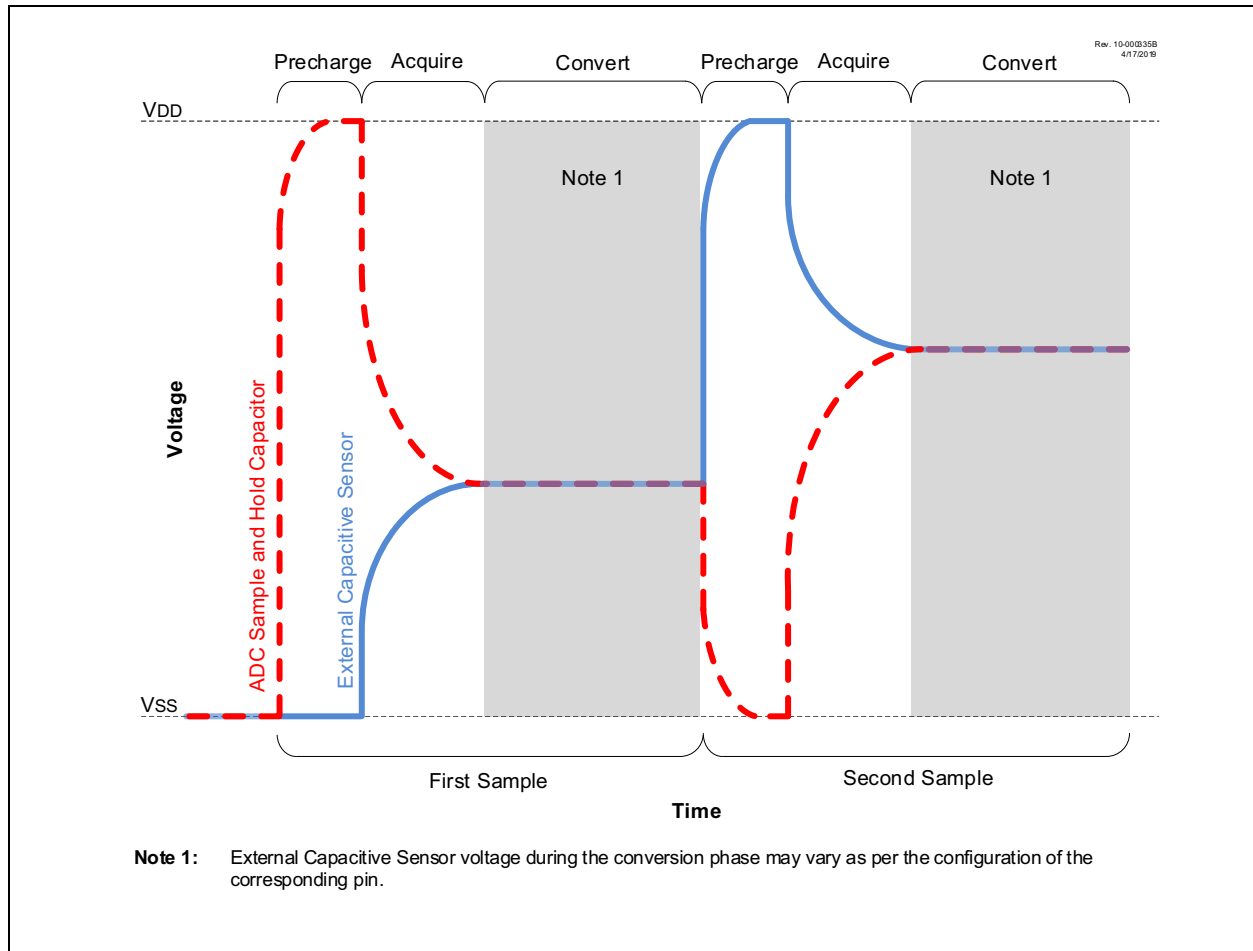 Rev. 10-000335B
4/17/2019
Precharge Acquire Convert Precharge Acquire Convert
VDD
Note 1 Note 1
Voltage
ADC Sample and Hold Capacitor
External Capacitive Sensor
VSS
First Sample Second Sample
Time
Note 1: External Capacitive Sensor voltage during the conversion phase may vary as per the configuration of the
corresponding pin.